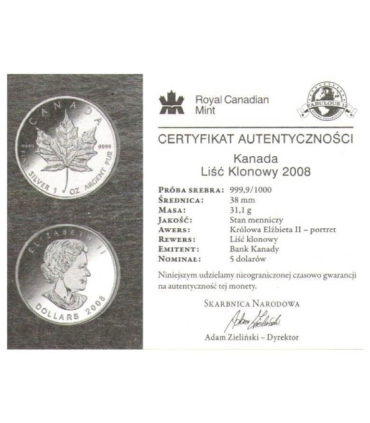 CANADA
9999 9999
SILVER 1 OZ ARGENT PUR
ELIZABETH II
DOLLARS 2008
Royal Canadian
Mint
CERTYFIKAT AUTENTYCZNOŚCI
Kanada
Liść Klonowy 2008
Próba srebra: 999,9/1000
Średnica: 38 mm
Masa: 31,1 g
Jakość: Stan menniczy
Awers: Królowa Elżbieta II – portret
Rewers: Liść klonowy
Emitent: Bank Kanady
Nominał: 5 dolarów
Niniejszym udzielamy nieograniczonej czasowo gwarancji
na autentyczność tej monety.
Skarbnica Narodowa
Adam Zieliński
Adam Zieliński – Dyrektor